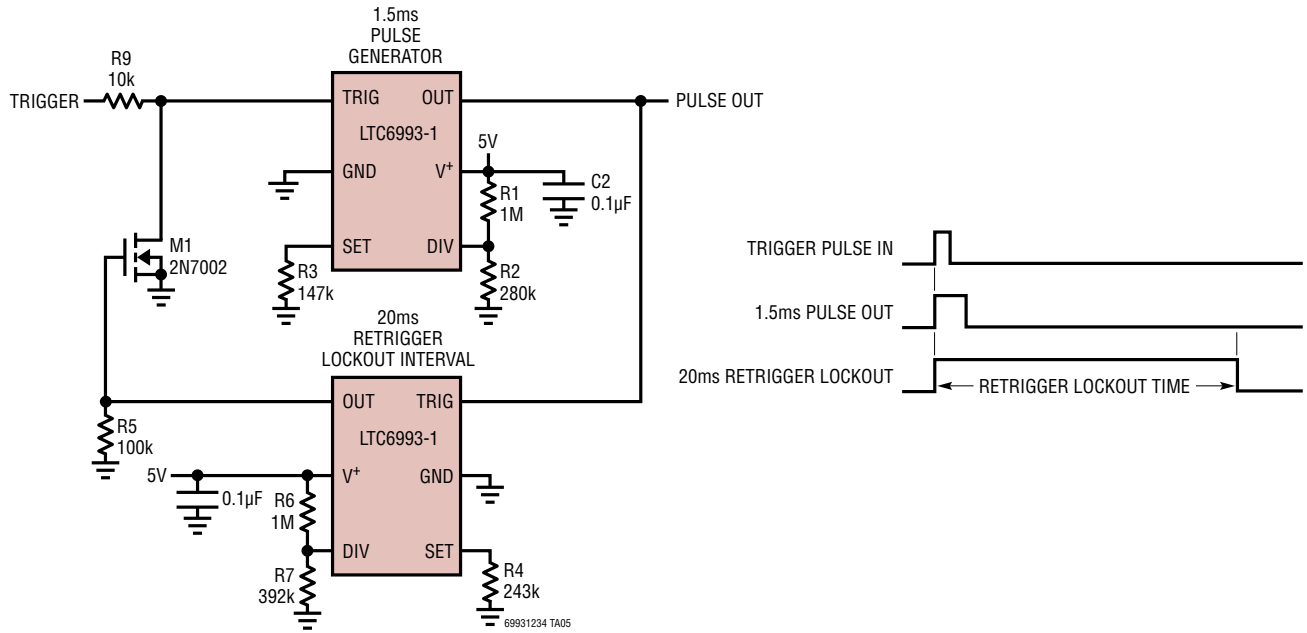 1.5ms
PULSE
GENERATOR
R9
10k
TRIGGER
TRIG
OUT
PULSE OUT
LTC6993-1
5V
GND
V+
R1
1M
C2
0.1µF
M1
2N7002
SET
DIV
R3
147k
R2
280k
20ms
RETRIGGER
LOCKOUT INTERVAL
OUT
TRIG
R5
100k
LTC6993-1
5V
V+
GND
0.1µF
R6
1M
DIV
SET
R7
392k
R4
243k
69931234 TA05
TRIGGER PULSE IN
1.5ms PULSE OUT
20ms RETRIGGER LOCKOUT
RETRIGGER LOCKOUT TIME